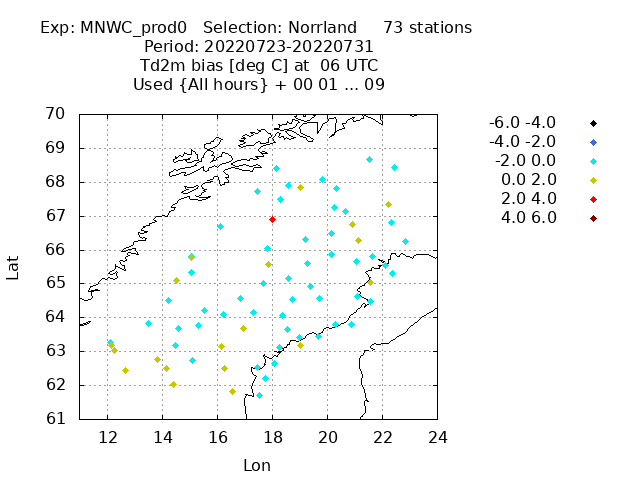 Exp: MNWC_prod0 Selection: Norrland 73 stations
Period: 20220723-20220731
Td2m bias [deg C] at 06 UTC
Used {All hours} + 00 01 ... 09
70
69
68
67
66
65
64
63
62
61
Lat
12 14 16 18 20 22 24
Lon
-6.0 -4.0
-4.0 -2.0
-2.0 0.0
0.0 2.0
2.0 4.0
4.0 6.0